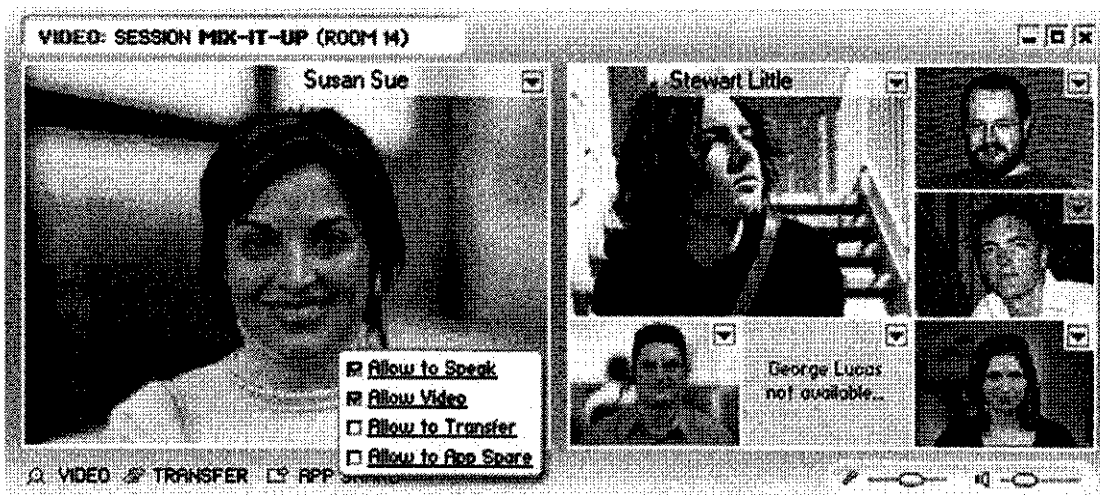 VIDEO: SESSION MIX-IT-UP (ROOM 14)
Susan Sue
Stewart Little
George Lucas
not available...
Allow to Speak
Allow Video
Allow to Transfer
Allow to App Spare
VIDEO TRANSFER APP